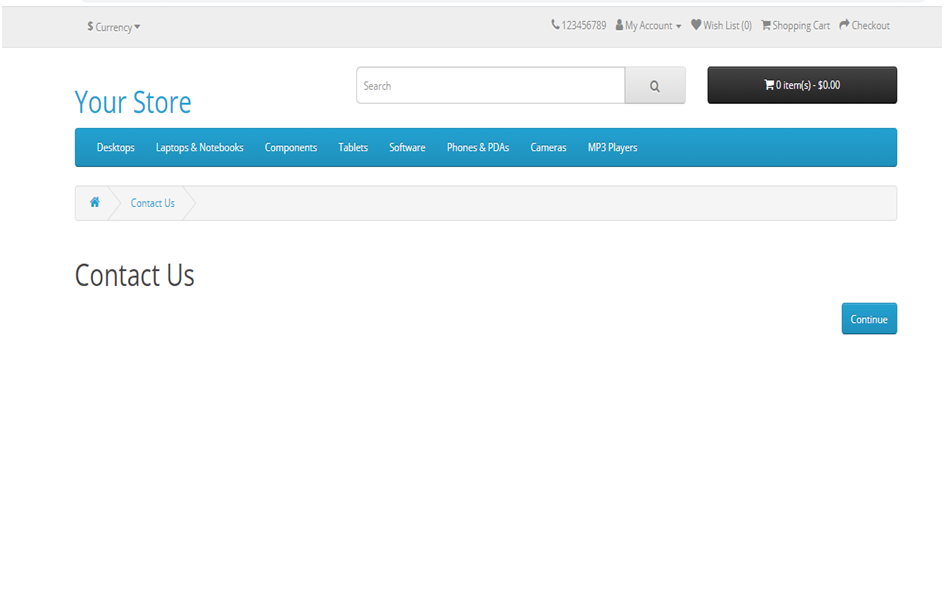 $ Currency 123456789 My Account Wish List (0) Shopping Cart Checkout
Your Store
Search
0 item(s) - $0.00
Desktops Laptops & Notebooks Components Tablets Software Phones & PDAs Cameras MP3 Players
Contact Us
Contact Us
Continue